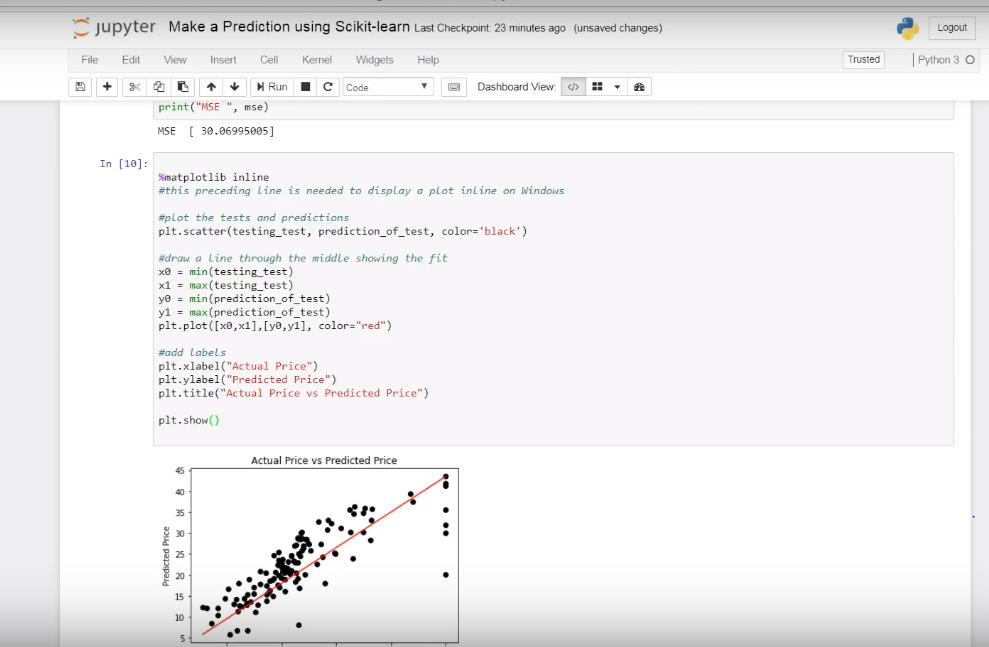 jupyter Make a Prediction using Scikit-learn Last Checkpoint: 23 minutes ago (unsaved changes) Logout
File Edit View Insert Cell Kernel Widgets Help Trusted Python 3
Run Code Dashboard View:
print("MSE ", mse)
MSE [ 30.06995005]
In [10]:
%matplotlib inline
#this preceding line is needed to display a plot inline on Windows
#plot the tests and predictions
plt.scatter(testing_test, prediction_of_test, color='black')
#draw a line through the middle showing the fit
x0 = min(testing_test)
x1 = max(testing_test)
y0 = min(prediction_of_test)
y1 = max(prediction_of_test)
plt.plot([x0,x1],[y0,y1], color="red")
#add labels
plt.xlabel("Actual Price")
plt.ylabel("Predicted Price")
plt.title("Actual Price vs Predicted Price")
plt.show()
Actual Price vs Predicted Price
45
40
35
30
25
20
15
10
5
Predicted Price